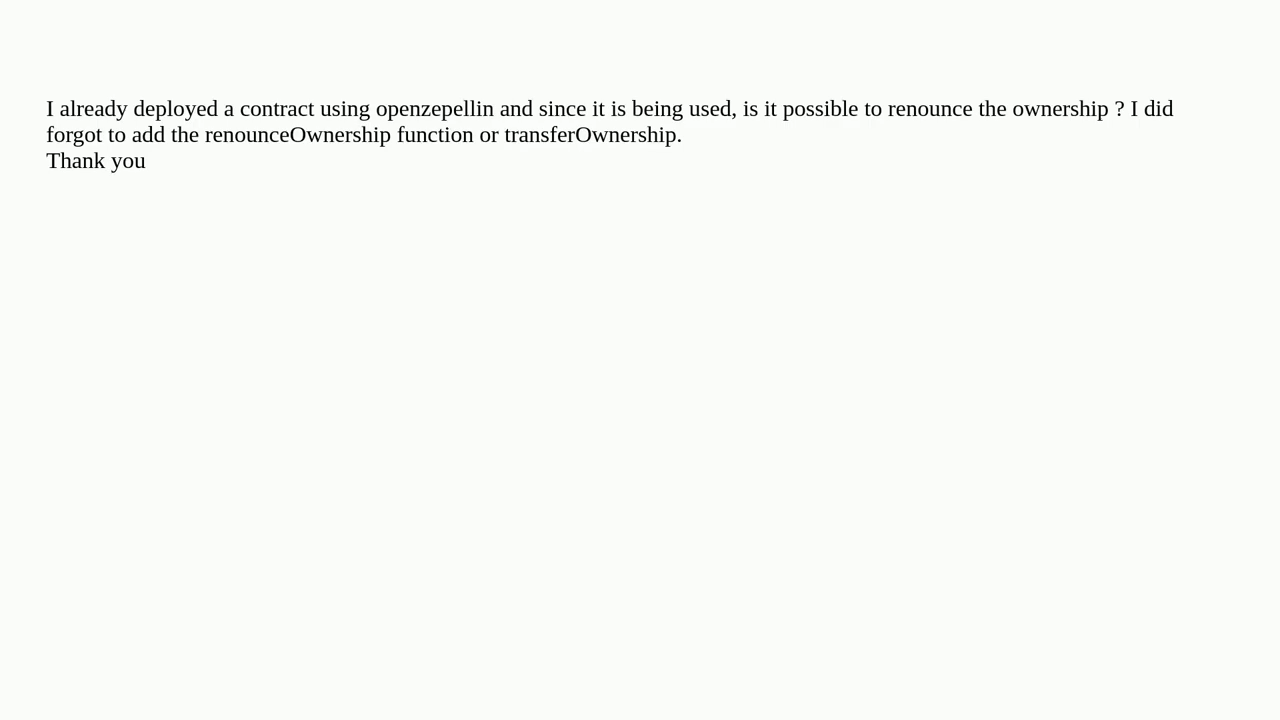 I already deployed a contract using openzepellin and since it is being used, is it possible to renounce the ownership ? I did
forgot to add the renounceOwnership function or transferOwnership.
Thank you